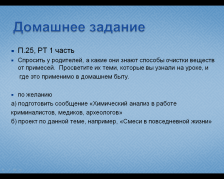 Домашнее задание
• П.25, РТ 1 часть
• Спросить у родителей, а какие они знают способы очистки веществ
от примесей. Просветите их теми, которые вы узнали на уроке, и
где это применимо в домашнем быту.
• по желанию
а) подготовить сообщение «Химический анализ в работе
криминалистов, медиков, археологов»
б) проект по данной теме, например, «Смеси в повседневной жизни»